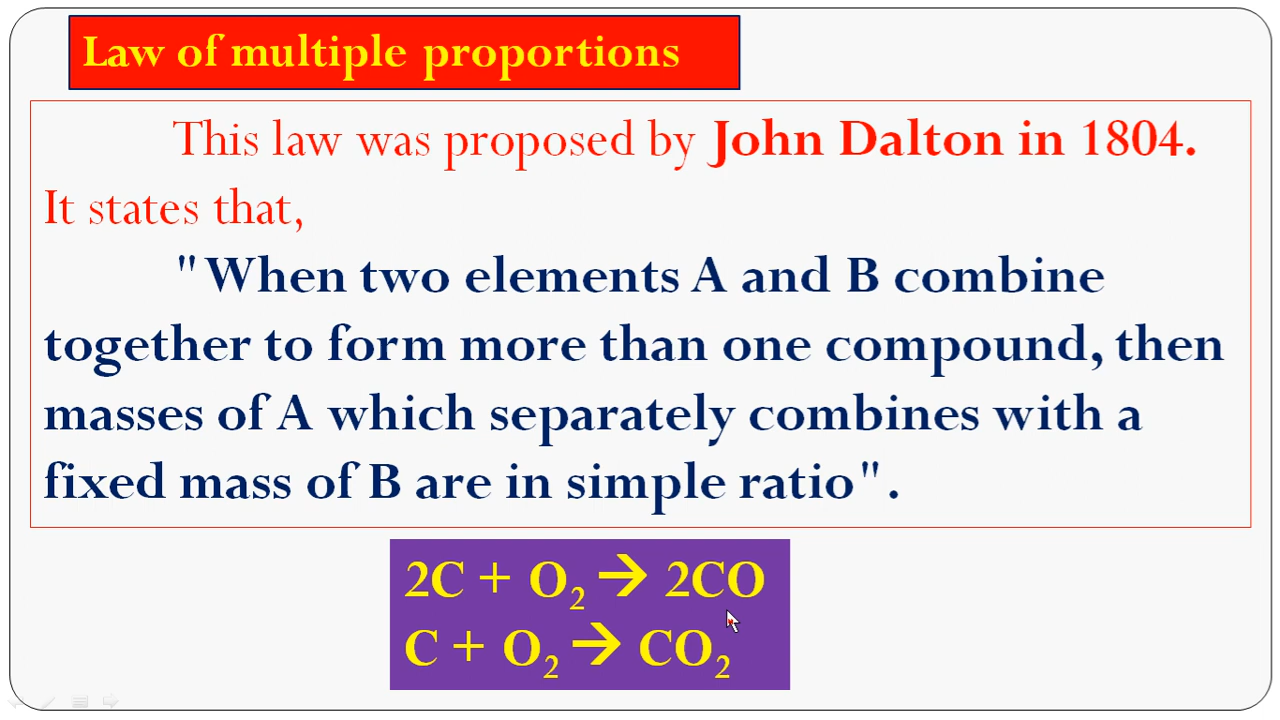 Law of multiple proportions
This law was proposed by John Dalton in 1804.
It states that,
"When two elements A and B combine
together to form more than one compound, then
masses of A which separately combines with a
fixed mass of B are in simple ratio".
2C + O₂ → 2CO
C + O₂ → CO₂